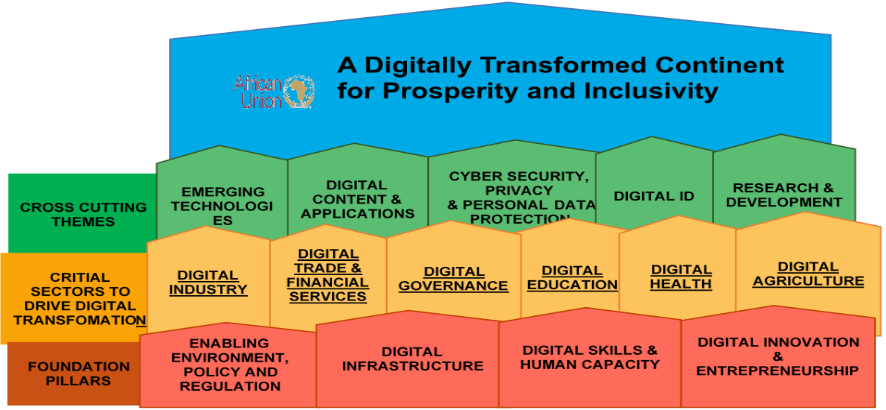 African
Union
A Digitally Transformed Continent
for Prosperity and Inclusivity
CROSS CUTTING
THEMES
EMERGING
TECHNOLOGI
ES
DIGITAL
CONTENT &
APPLICATIONS
CYBER SECURITY,
PRIVACY
& PERSONAL DATA
PROTECTION
DIGITAL ID
RESEARCH &
DEVELOPMENT
CRITIAL
SECTORS TO
DRIVE DIGITAL
TRANSFOMATION
DIGITAL
INDUSTRY
DIGITAL
TRADE &
FINANCIAL
SERVICES
DIGITAL
GOVERNANCE
DIGITAL
EDUCATION
DIGITAL
HEALTH
DIGITAL
AGRICULTURE
FOUNDATION
PILLARS
ENABLING
ENVIRONMENT,
POLICY AND
REGULATION
DIGITAL
INFRASTRUCTURE
DIGITAL SKILLS &
HUMAN CAPACITY
DIGITAL INNOVATION
&
ENTREPRENEURSHIP